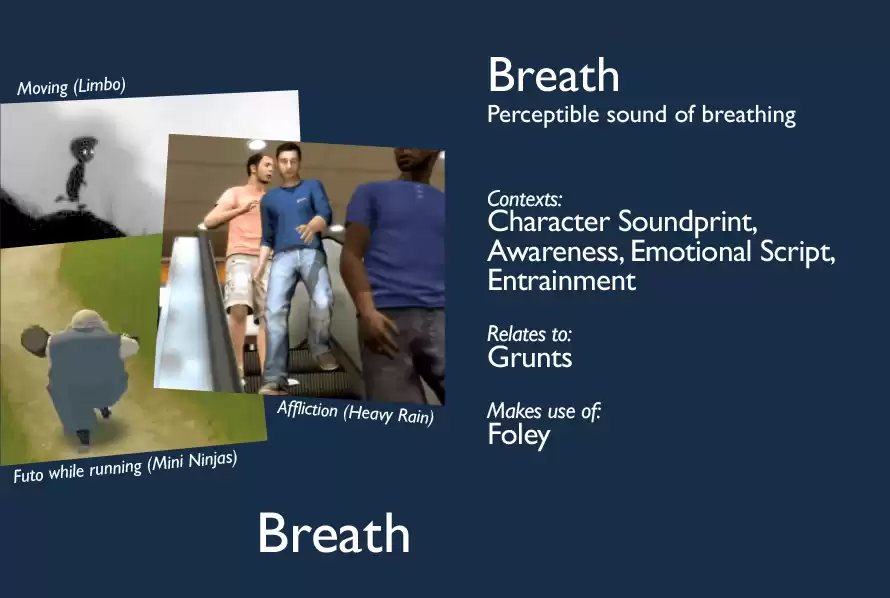 Moving (Limbo)
Affliction (Heavy Rain)
Futo while running (Mini Ninjas)
Breath
Breath
Perceptible sound of breathing
Contexts:
Character Soundprint,
Awareness, Emotional Script,
Entrainment
Relates to:
Grunts
Makes use of:
Foley